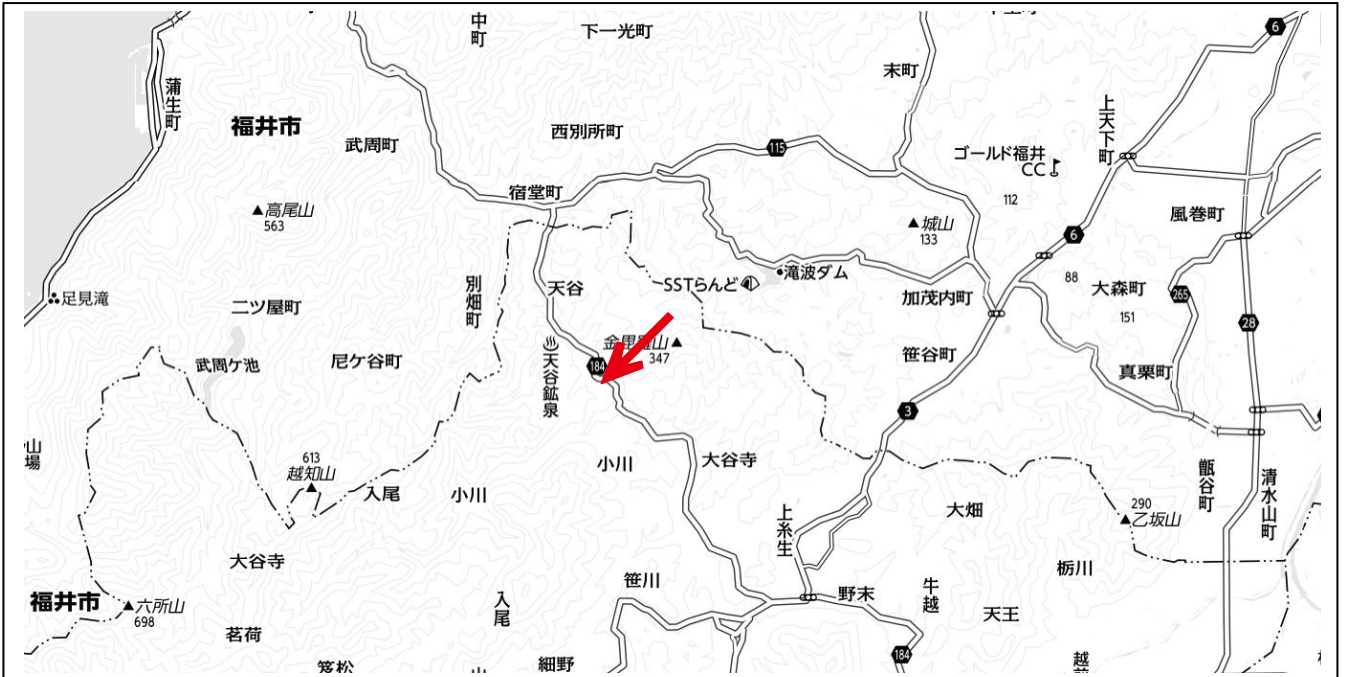 中町
下一光町
6
蒲生町
末町
福井市
武周町
西別所町
115
上天下町
ゴールド福井CC
宿堂町
112
風巻町
高尾山
563
城山
133
6
別畑町
天谷
SSTらんど
滝波ダム
88
大森町
265
足見滝
二ツ屋町
加茂内町
151
28
武周ケ池
尼ケ谷町
天谷鉱泉
347
184
笹谷町
真栗町
3
山場
613
越知山
入尾
小川
小川
大谷寺
甑谷町
清水山町
大谷寺
上糸生
大畑
290
乙坂山
栃川
福井市
六所山
698
入尾
笹川
野末
牛越
天王
茗荷
184
笈松
細野